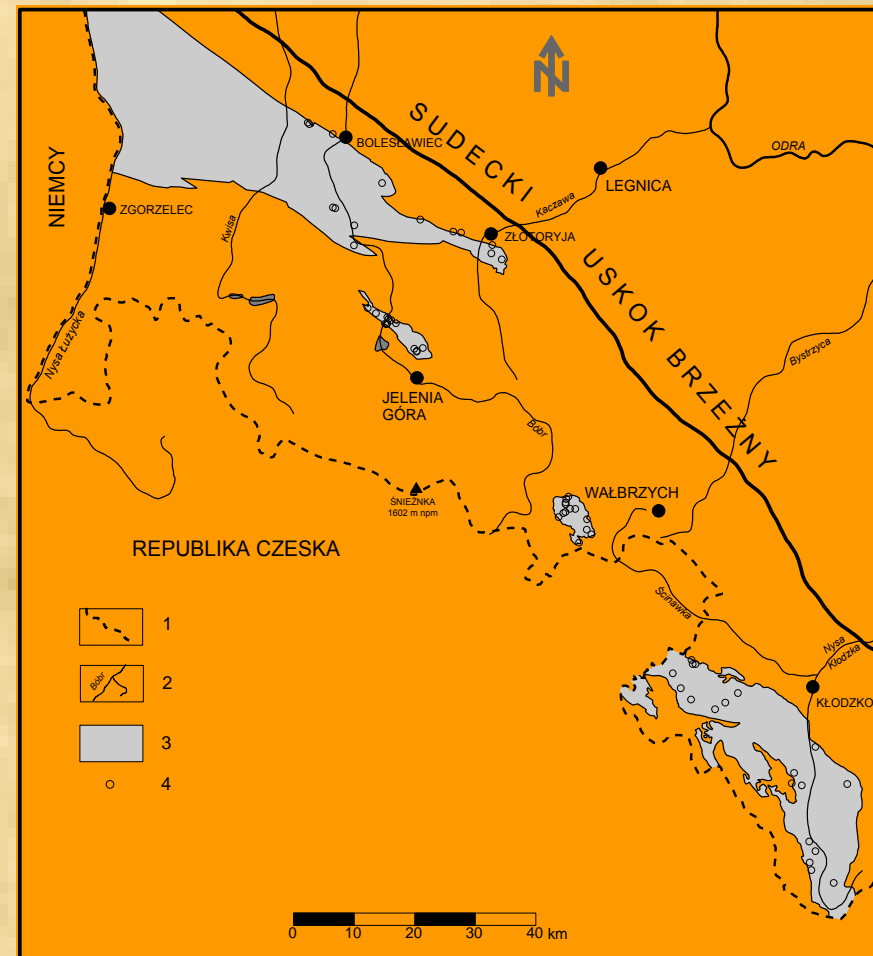 N
SUDECKI
USKOK BRZEŻNY
NIEMCY
BOLESŁAWIEC
ODRA
LEGNICA
Kaczawa
ZGORZELEC
Kwisa
ZŁOTORYJA
Nysa Łużycka
Bystrzyca
JELENIA
GÓRA
Bóbr
ŚNIEŻNKA
1602 m npm
WAŁBRZYCH
REPUBLIKA CZESKA
Ścinawka
Nysa
Kłodzka
KŁODZKO
1
Bóbr
2
3
4
0 10 20 30 40 km